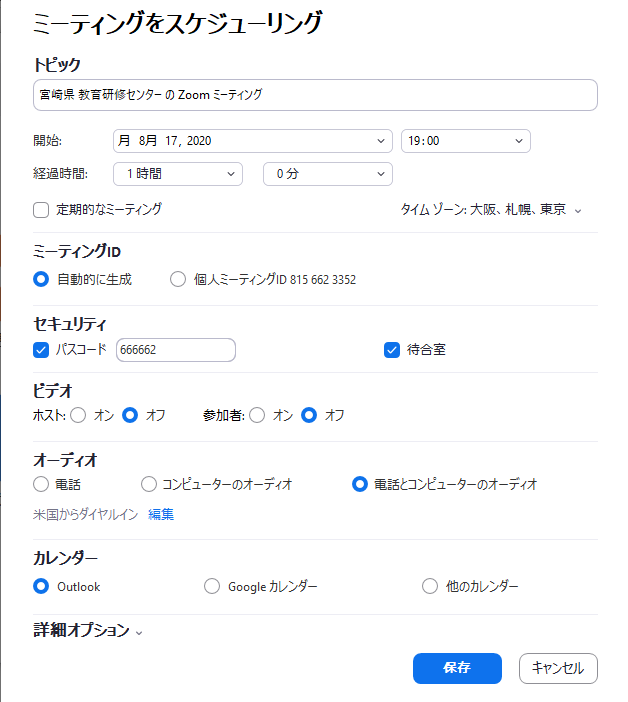 ミーティングをスケジューリング
トピック
宮崎県 教育研修センター の Zoom ミーティング
開始: 月 8月 17, 2020 19:00
経過時間: 1 時間 0 分
定期的なミーティング タイム ゾーン: 大阪、札幌、東京
ミーティングID
自動的に生成 個人ミーティングID 815 662 3352
セキュリティ
パスコード 666662 待合室
ビデオ
ホスト: オン オフ 参加者: オン オフ
オーディオ
電話 コンピューターのオーディオ 電話とコンピューターのオーディオ
米国からダイヤルイン 編集
カレンダー
Outlook Google カレンダー 他のカレンダー
詳細オプション
保存 キャンセル